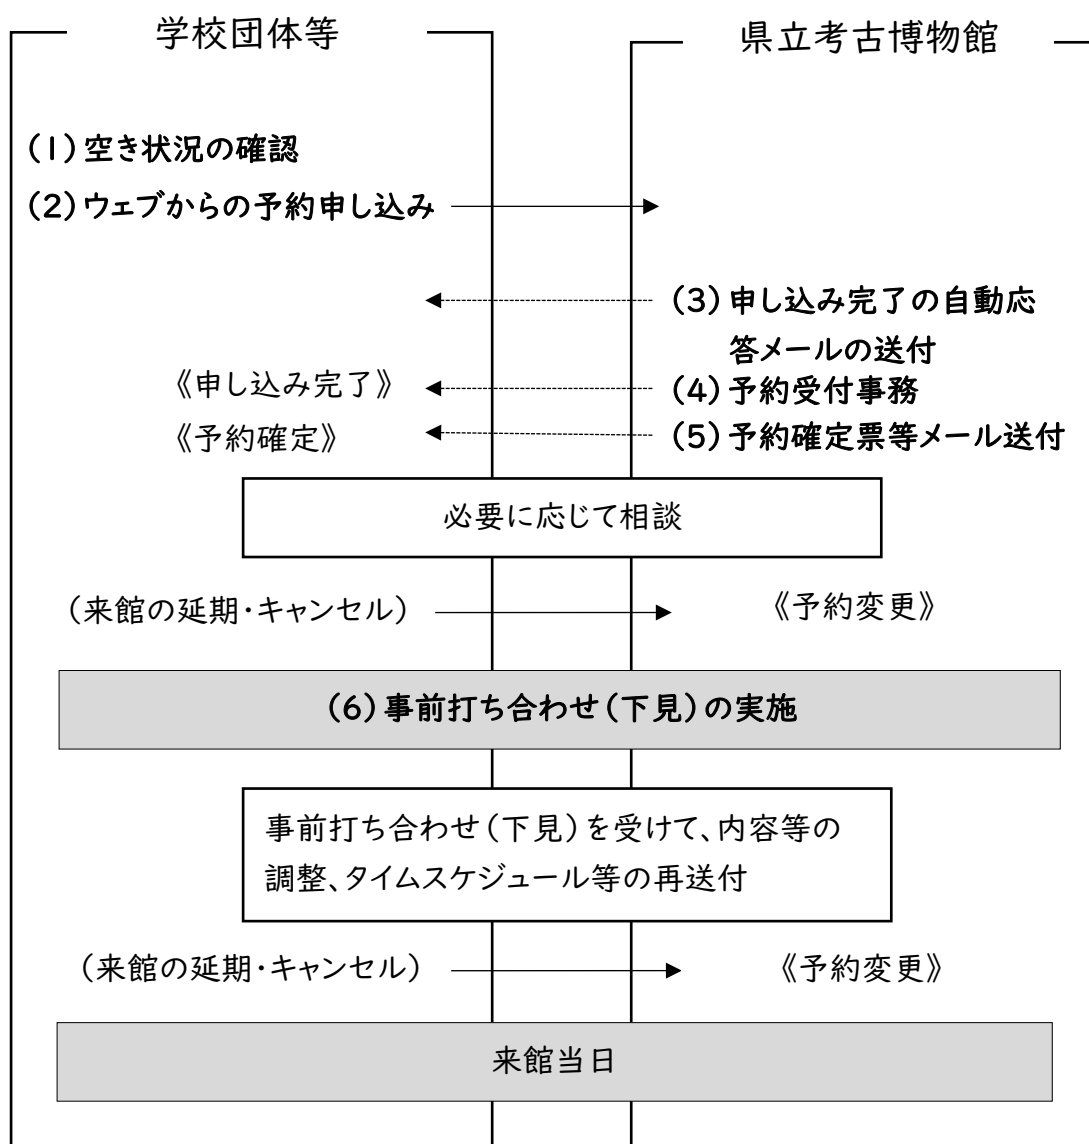 学校団体等
県立考古博物館
(1)空き状況の確認
(2)ウェブからの予約申し込み
(3)申し込み完了の自動応
答メールの送付
《申し込み完了》
(4)予約受付事務
《予約確定》
(5)予約確定票等メール送付
必要に応じて相談
(来館の延期・キャンセル)
《予約変更》
(6)事前打ち合わせ(下見)の実施
事前打ち合わせ(下見)を受けて、内容等の
調整、タイムスケジュール等の再送付
(来館の延期・キャンセル)
《予約変更》
来館当日